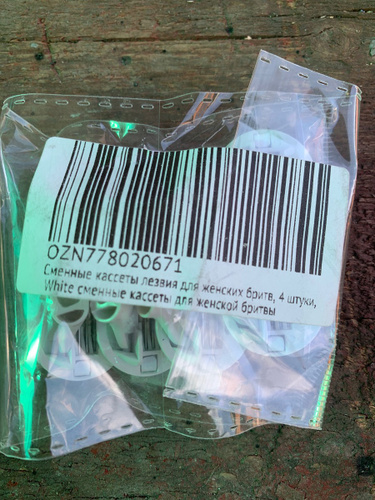 OZN778020671
Сменные кассеты лезвия для женских бритв, 4 штуки,
White сменные кассеты для женской бритвы